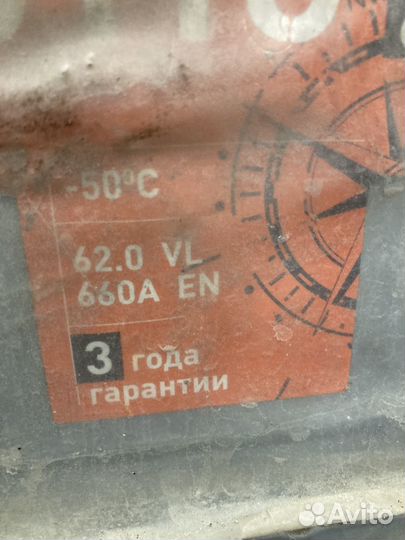 -50°C
62.0 VL
660A EN
3 года
гарантии
Avito